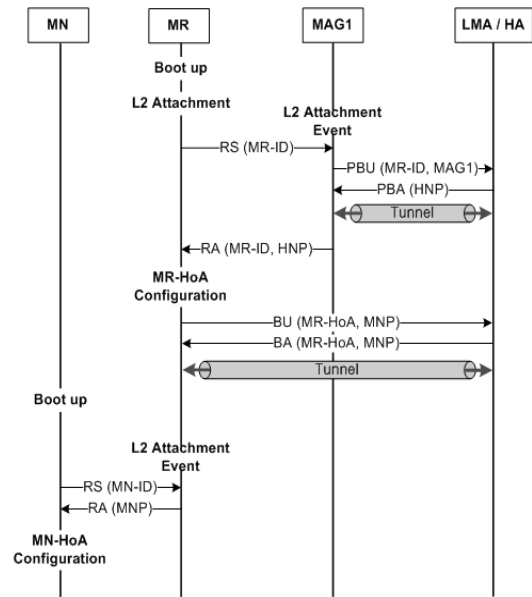 MN
MR
MAG1
LMA / HA
Boot up
L2 Attachment
L2 Attachment
Event
RS (MR-ID)
PBU (MR-ID, MAG1)
PBA (HNP)
Tunnel
RA (MR-ID, HNP)
MR-HoA
Configuration
BU (MR-HoA, MNP)
BA (MR-HoA, MNP)
Tunnel
Boot up
L2 Attachment
Event
RS (MN-ID)
RA (MNP)
MN-HoA
Configuration